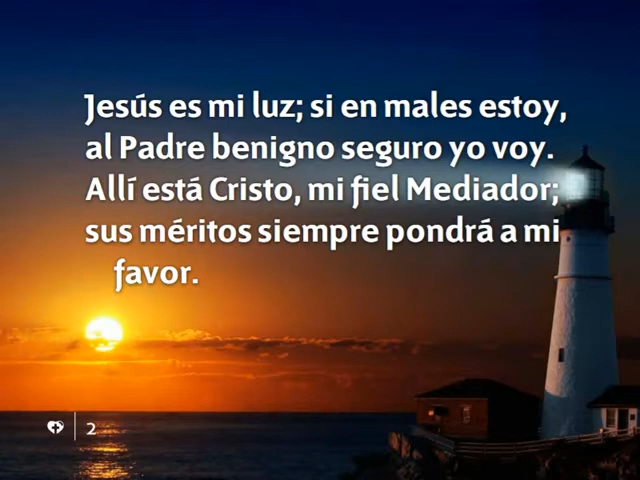 Jesús es mi luz; si en males estoy,
al Padre benigno seguro yo voy.
Allí está Cristo, mi fiel Mediador;
sus méritos siempre pondrá a mi
favor.
2